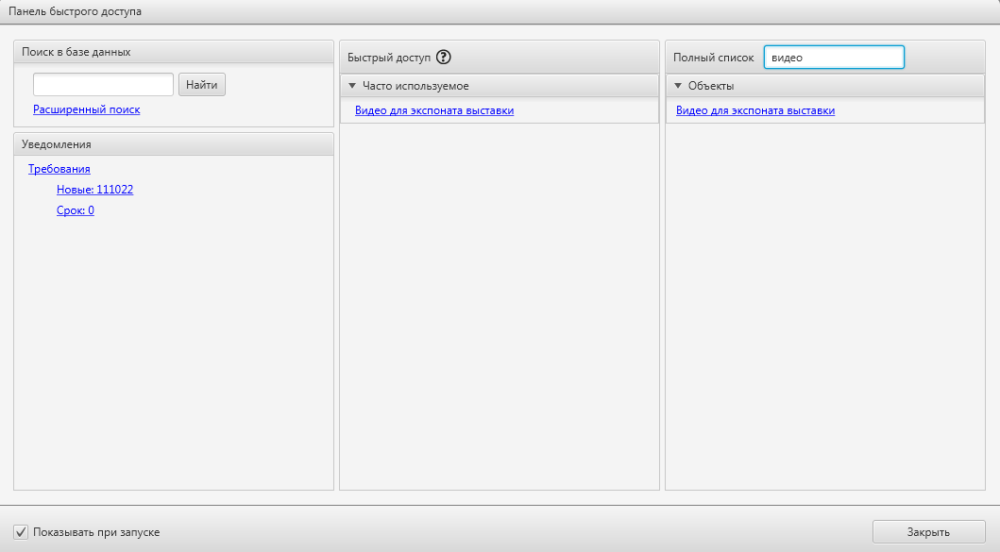 Панель быстрого доступа
Поиск в базе данных
Найти
Расширенный поиск
Уведомления
Требования
Новые: 111022
Срок: 0
Быстрый доступ ?
Часто используемое
Видео для экспоната выставки
Полный список видео
Объекты
Видео для экспоната выставки
Показывать при запуске
Закрыть